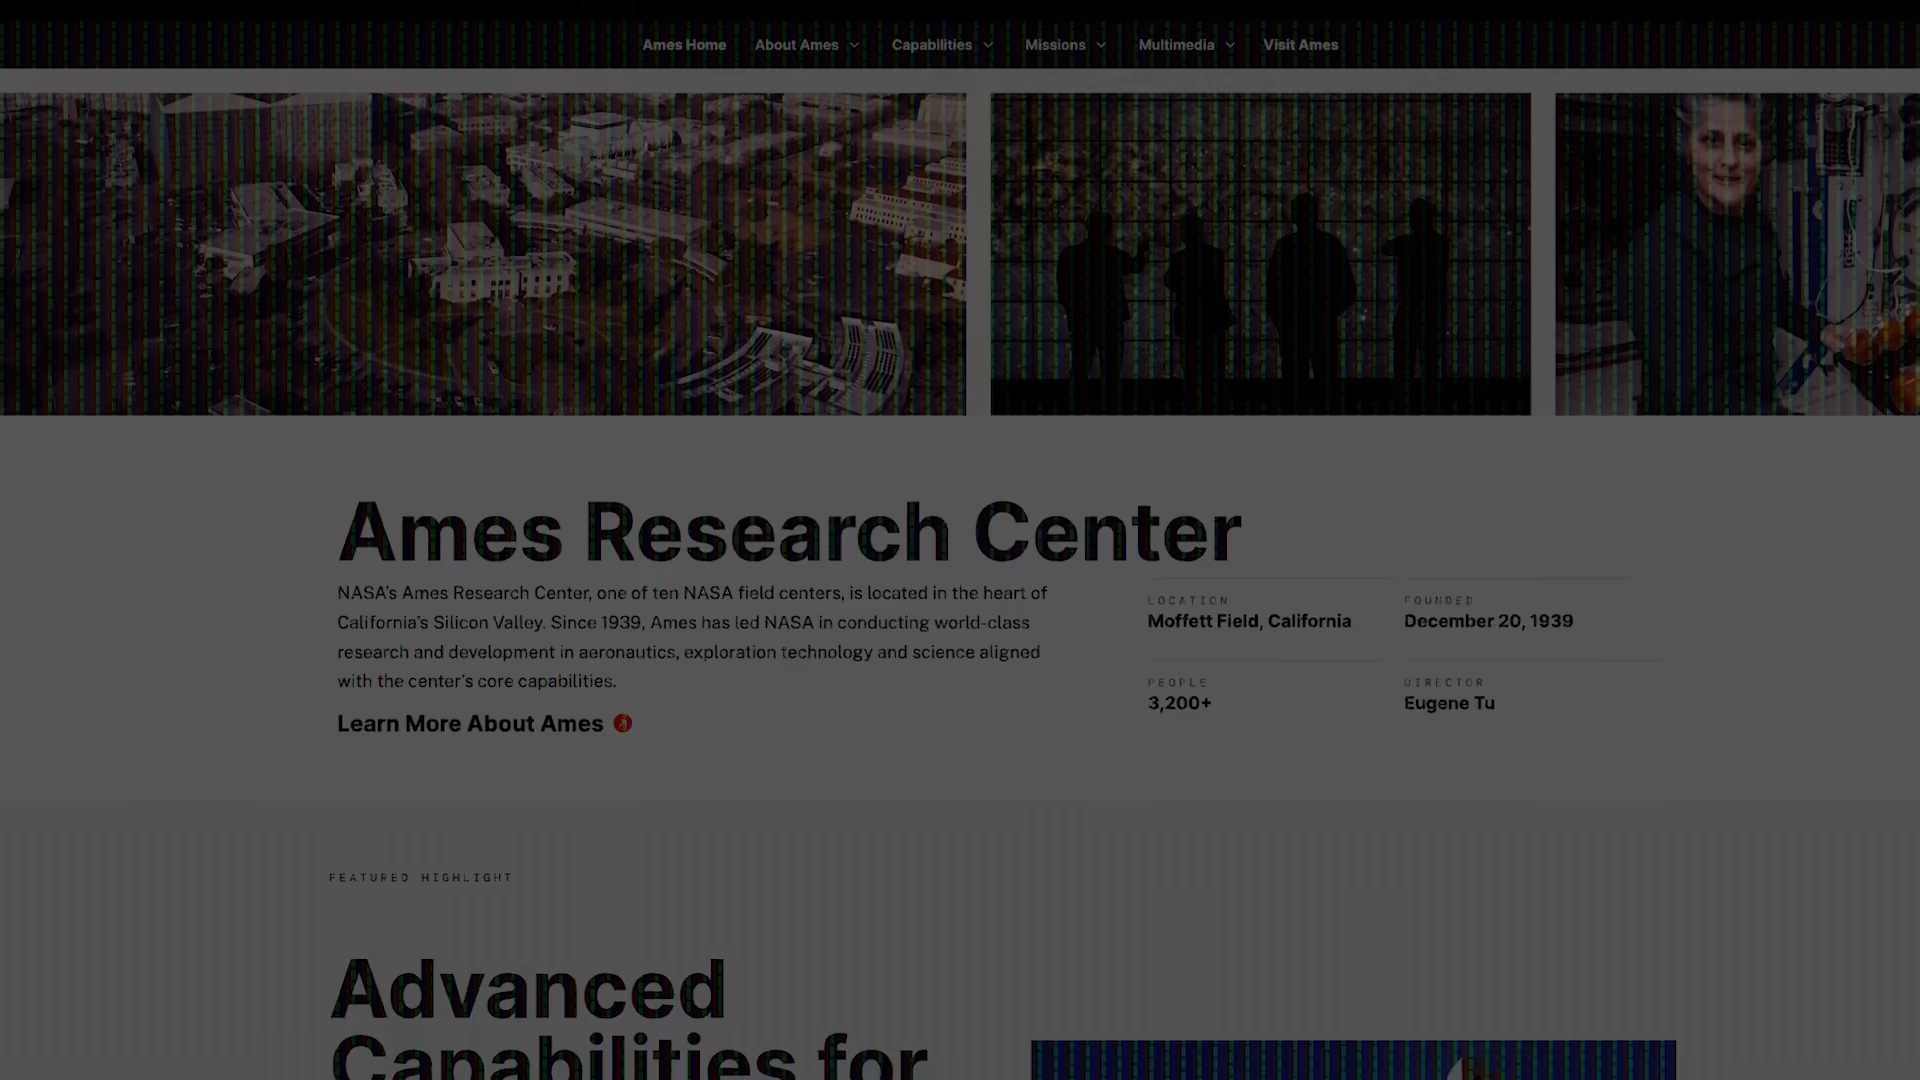 Ames Home About Ames Capabilities Missions Multimedia Visit Ames
Ames Research Center
NASA's Ames Research Center, one of ten NASA field centers, is located in the heart of
California's Silicon Valley. Since 1939, Ames has led NASA in conducting world-class
research and development in aeronautics, exploration technology and science aligned
with the center's core capabilities.
Learn More About Ames
LOCATION
Moffett Field, California
FOUNDED
December 20, 1939
PEOPLE
3,200+
DIRECTOR
Eugene Tu
FEATURED HIGHLIGHT
Advanced
Capabilities for